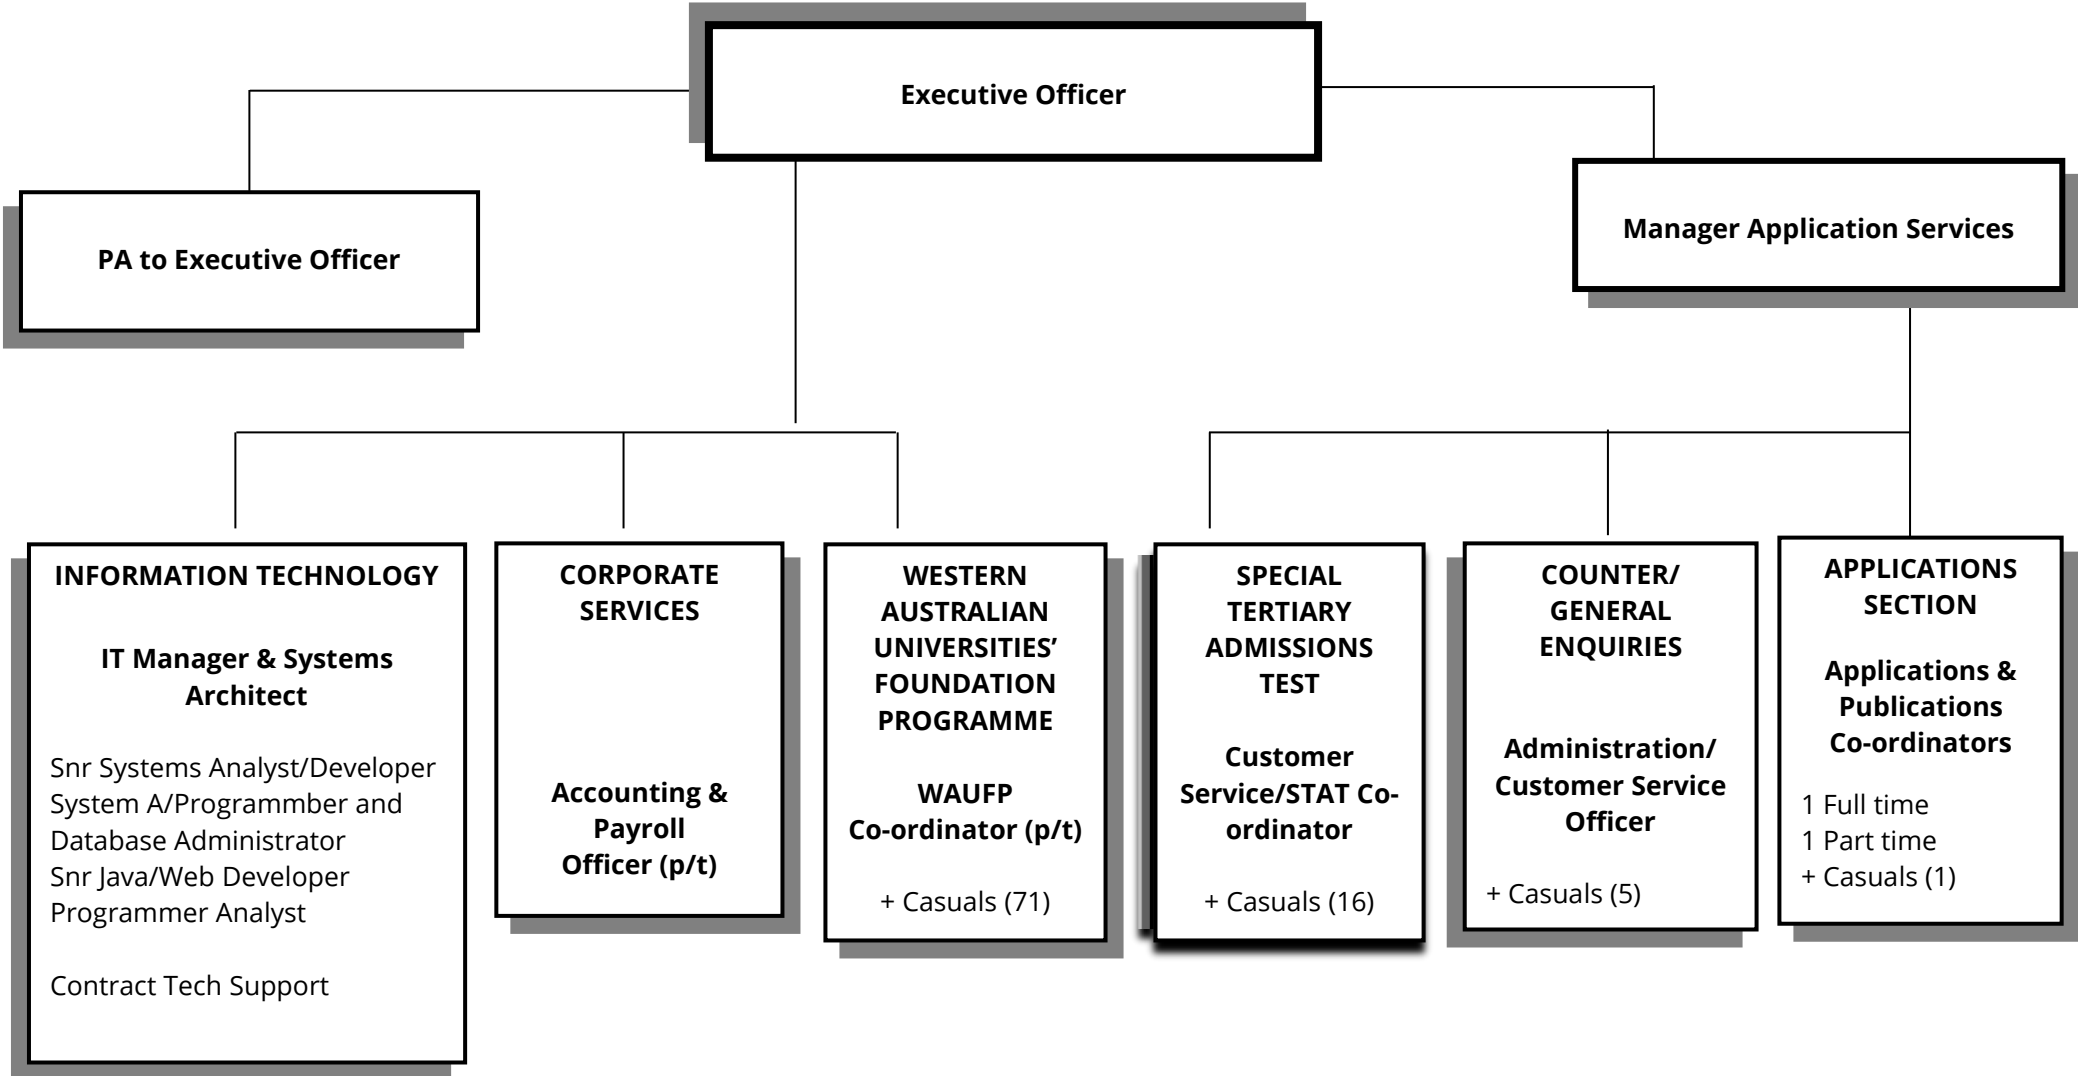 Executive Officer
PA to Executive Officer
Manager Application Services
INFORMATION TECHNOLOGY
IT Manager & Systems
Architect
Snr Systems Analyst/Developer
System A/Programmber and
Database Administrator
Snr Java/Web Developer
Programmer Analyst
Contract Tech Support
CORPORATE
SERVICES
Accounting &
Payroll
Officer (p/t)
WESTERN
AUSTRALIAN
UNIVERSITIES’
FOUNDATION
PROGRAMME
WAUFP
Co-ordinator (p/t)
+ Casuals (71)
SPECIAL
TERTIARY
ADMISSIONS
TEST
Customer
Service/STAT Co-
ordinator
+ Casuals (16)
COUNTER/
GENERAL
ENQUIRIES
Administration/
Customer Service
Officer
+ Casuals (5)
APPLICATIONS
SECTION
Applications &
Publications
Co-ordinators
1 Full time
1 Part time
+ Casuals (1)